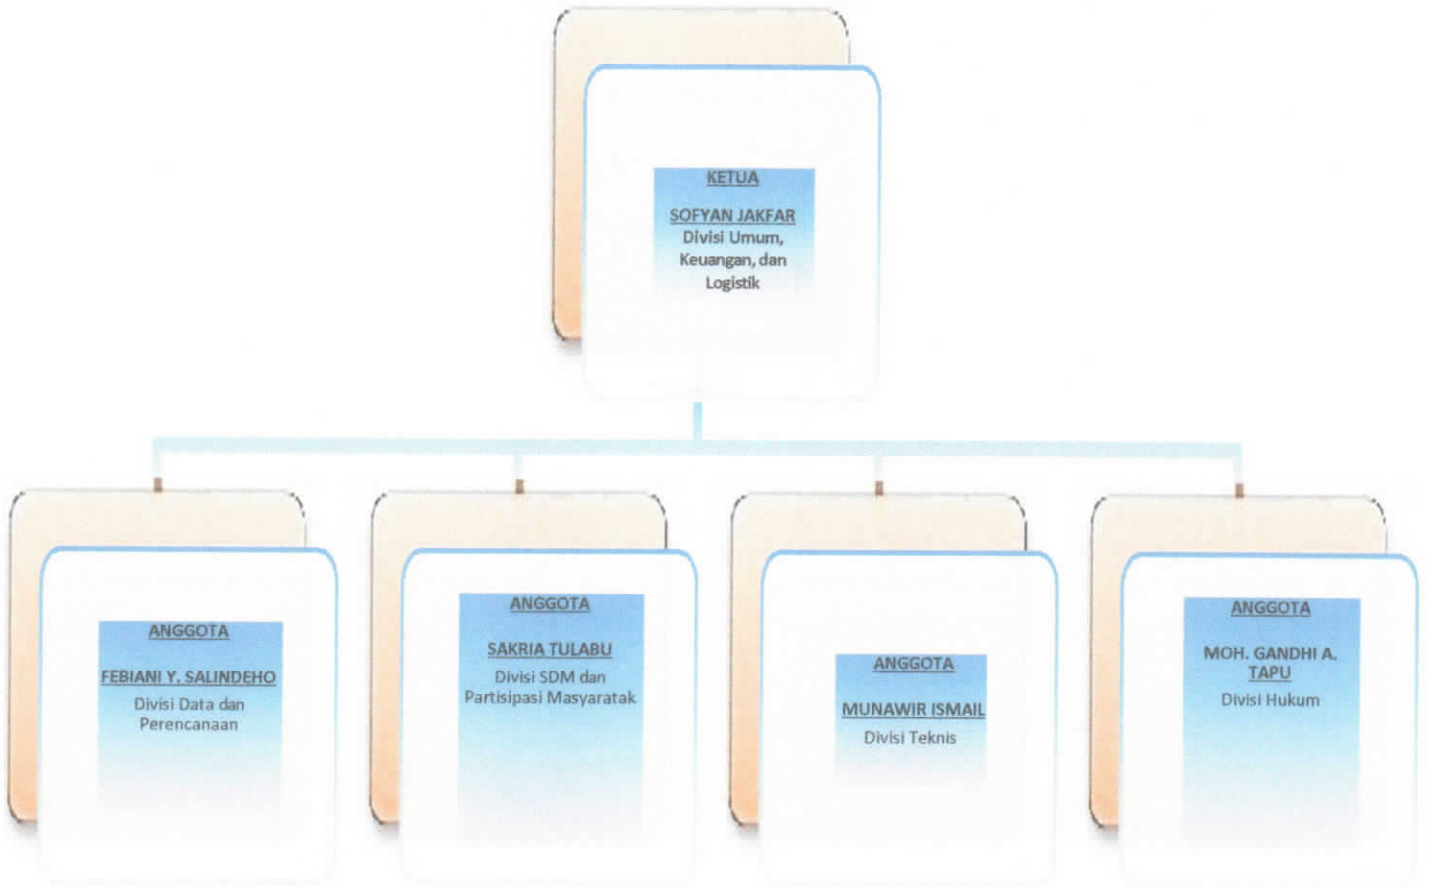 KETUA
SOFYAN JAKFAR
Divisi Umum,
Keuangan, dan
Logistik
ANGGOTA
FEBIANI Y. SALINDEHO
Divisi Data dan
Perencanaan
ANGGOTA
SAKRIA TULABU
Divisi SDM dan
Partisipasi Masyaratak
ANGGOTA
MUNAWIR ISMAIL
Divisi Teknis
ANGGOTA
MOH. GANDHI A.
TAPU
Divisi Hukum